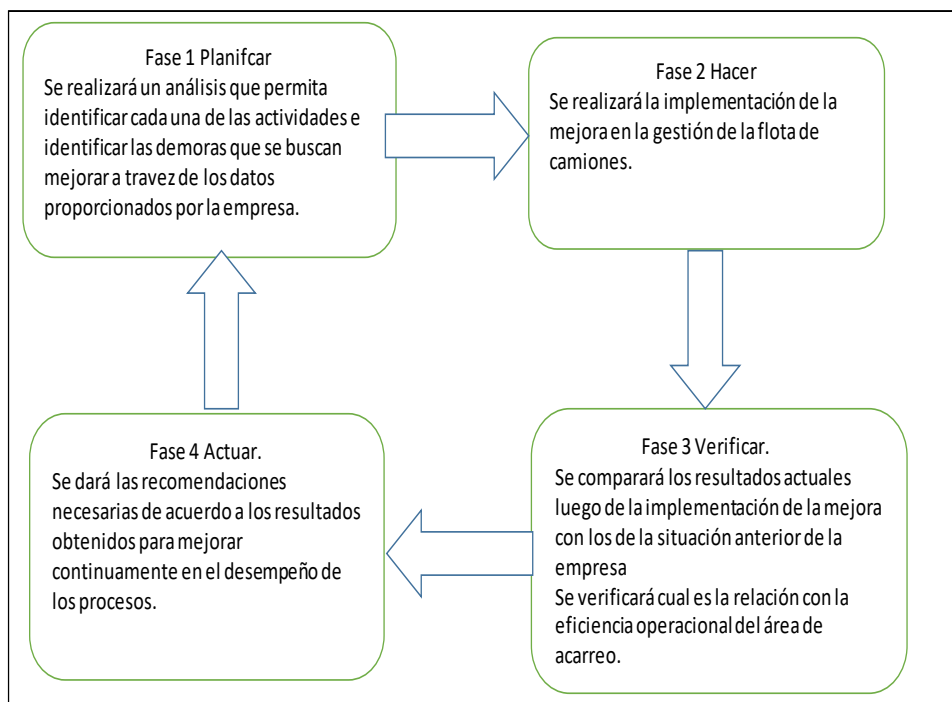 Fase 1 Planifcar
Se realizará un análisis que permita
identificar cada una de las actividades e
identificar las demoras que se buscan
mejorar a travez de los datos
proporcionados por la empresa.
Fase 2 Hacer
Se realizará la implementación de la
mejora en la gestión de la flota de
camiones.
Fase 3 Verificar.
Se comparará los resultados actuales
luego de la implementación de la mejora
con los de la situación anterior de la
empresa
Se verificará cual es la relación con la
eficiencia operacional del área de
acarreo.
Fase 4 Actuar.
Se dará las recomendaciones
necesarias de acuerdo a los resultados
obtenidos para mejorar
continuamente en el desempeño de
los procesos.